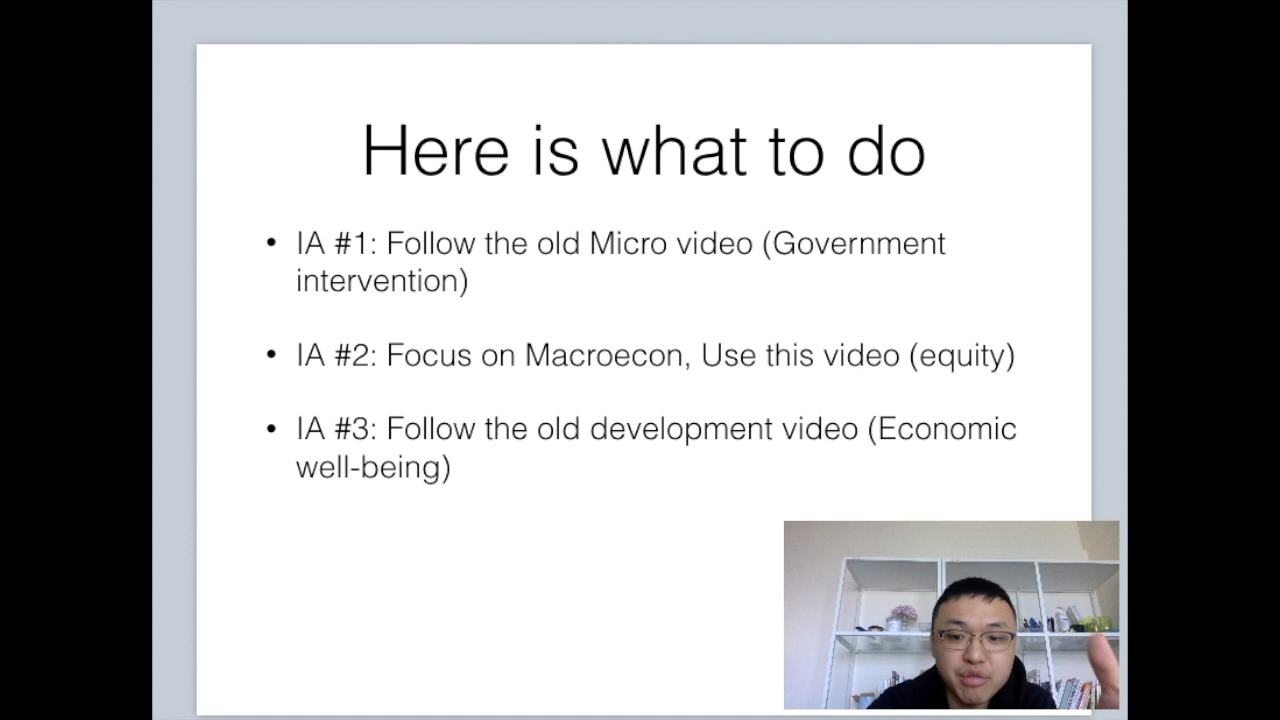 Here is what to do
• IA #1: Follow the old Micro video (Government
intervention)
• IA #2: Focus on Macroecon, Use this video (equity)
• IA #3: Follow the old development video (Economic
well-being)